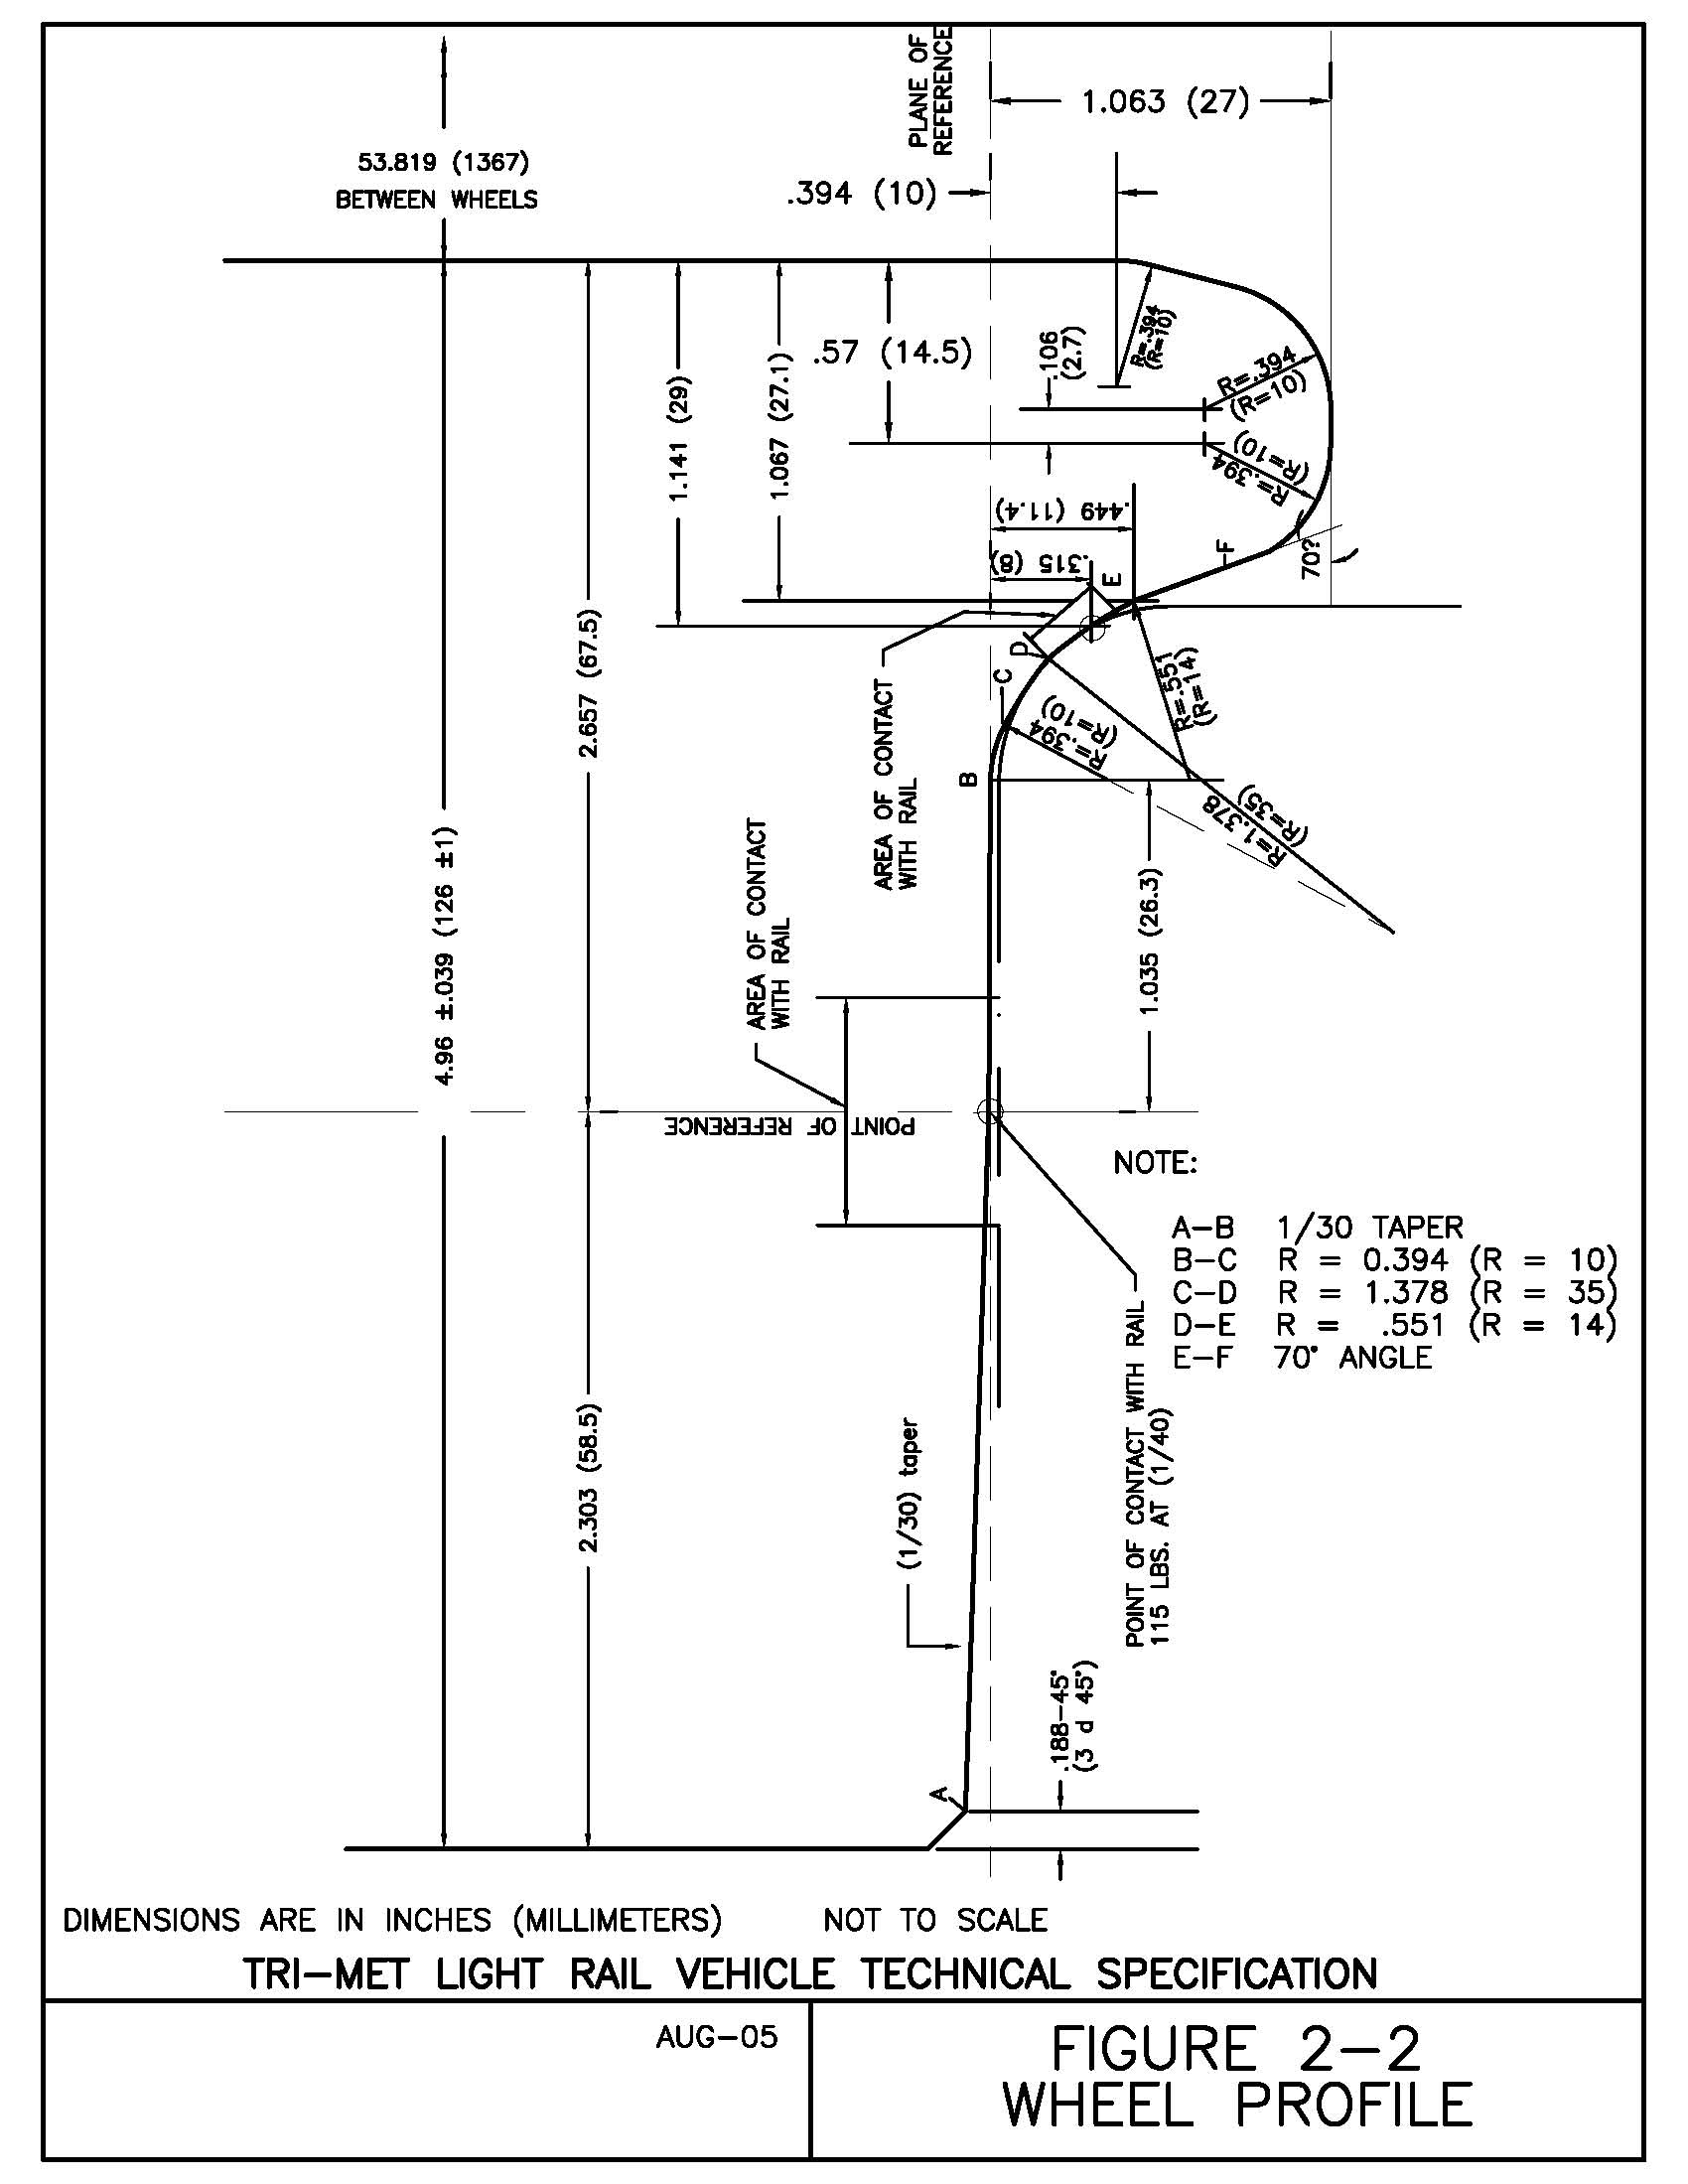 PLANE OF
REFERENCE
1.063 (27)
53.819 (1367)
BETWEEN WHEELS
.394 (10)
.57 (14.5)
.106
(2.7)
R=.394
(R=10)
R=.394
(R=10)
R=.394
(R=10)
1.141 (29)
1.067 (27.1)
.449 (11.4)
.315 (8)
E
F
70?
2.657 (67.5)
AREA OF CONTACT
WITH RAIL
D
C
R=.551
(R=14)
R=.394
(R=10)
B
R=1.378
(R=35)
4.96 ±.039 (126 ±1)
AREA OF CONTACT
WITH RAIL
1.035 (26.3)
POINT OF REFERENCE
NOTE:
A-B 1/30 TAPER
B-C R = 0.394 (R = 10)
C-D R = 1.378 (R = 35)
D-E R = .551 (R = 14)
E-F 70° ANGLE
2.303 (58.5)
(1/30) taper
POINT OF CONTACT WITH RAIL
115 LBS. AT (1/40)
.188-45°
(3 d 45°)
A
DIMENSIONS ARE IN INCHES (MILLIMETERS) NOT TO SCALE
TRI-MET LIGHT RAIL VEHICLE TECHNICAL SPECIFICATION
AUG-05
FIGURE 2-2
WHEEL PROFILE